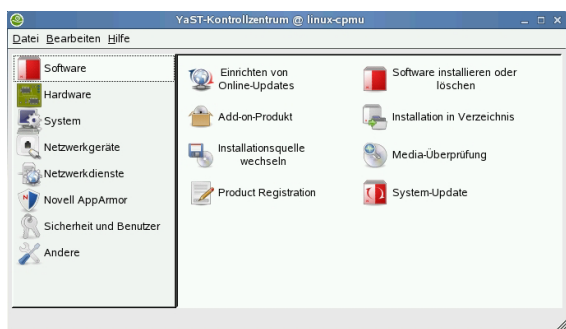 YaST-Kontrollzentrum @ linux-cpmu
Datei Bearbeiten Hilfe
Software
Hardware
System
Netzwerkgeräte
Netzwerkdienste
Novell AppArmor
Sicherheit und Benutzer
Andere
Einrichten von
Online-Updates
Software installieren oder
löschen
Add-on-Produkt
Installation in Verzeichnis
Installationsquelle
wechseln
Media-Überprüfung
Product Registration
System-Update